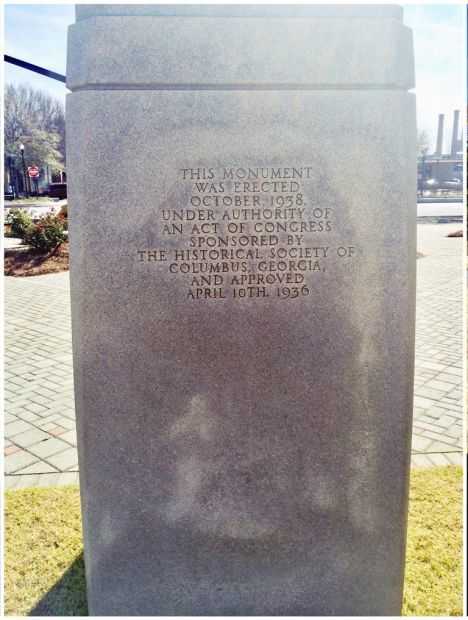 THIS MONUMENT
WAS ERECTED
OCTOBER, 1938,
UNDER AUTHORITY OF
AN ACT OF CONGRESS
SPONSORED BY
THE HISTORICAL SOCIETY OF
COLUMBUS, GEORGIA,
AND APPROVED
APRIL 10TH, 1936